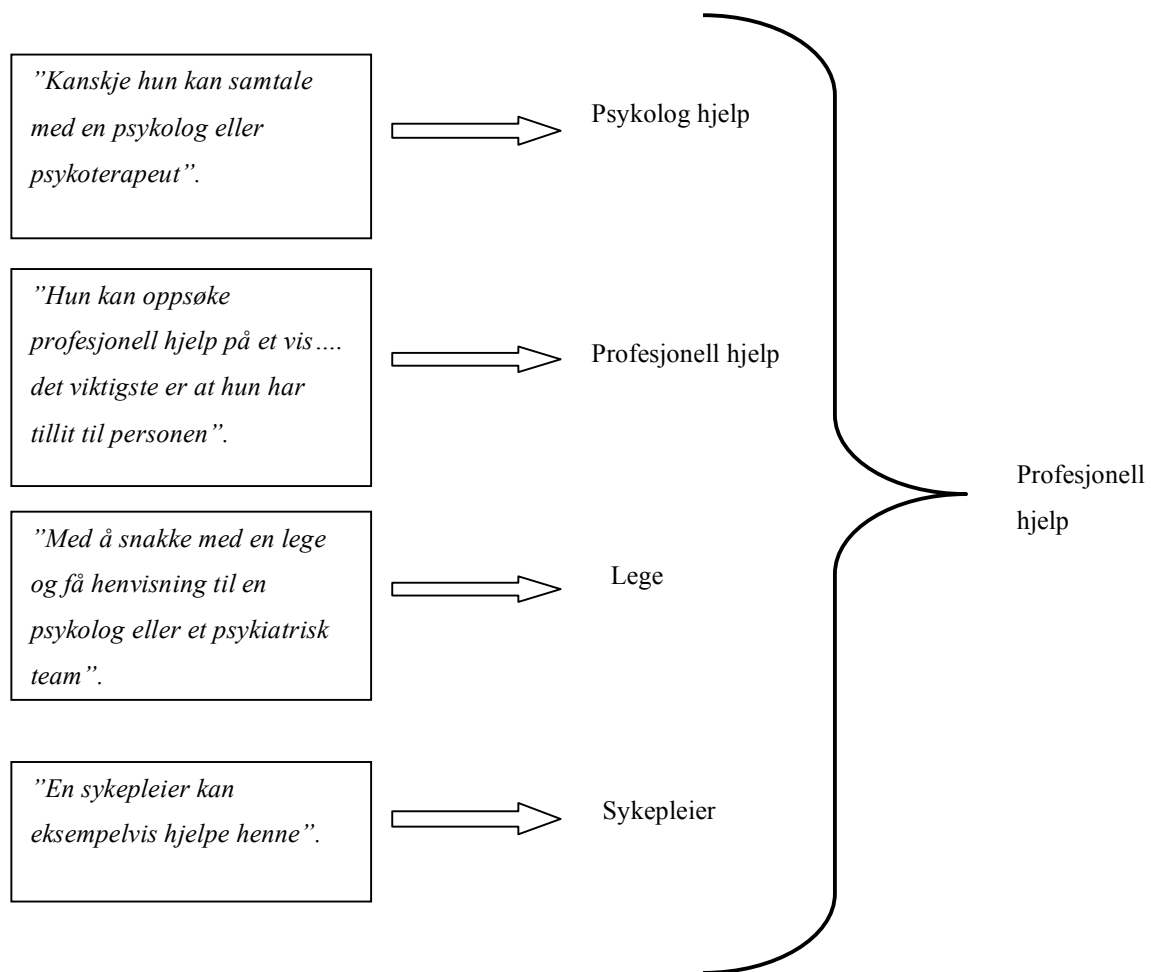 ”Kanskje hun kan samtale
med en psykolog eller
psykoterapeut”.
Psykolog hjelp
”Hun kan oppsøke
profesjonell hjelp på et vis….
det viktigste er at hun har
tillit til personen”.
Profesjonell hjelp
”Med å snakke med en lege
og få henvisning til en
psykolog eller et psykiatrisk
team”.
Lege
”En sykepleier kan
eksempelvis hjelpe henne”.
Sykepleier
Profesjonell
hjelp